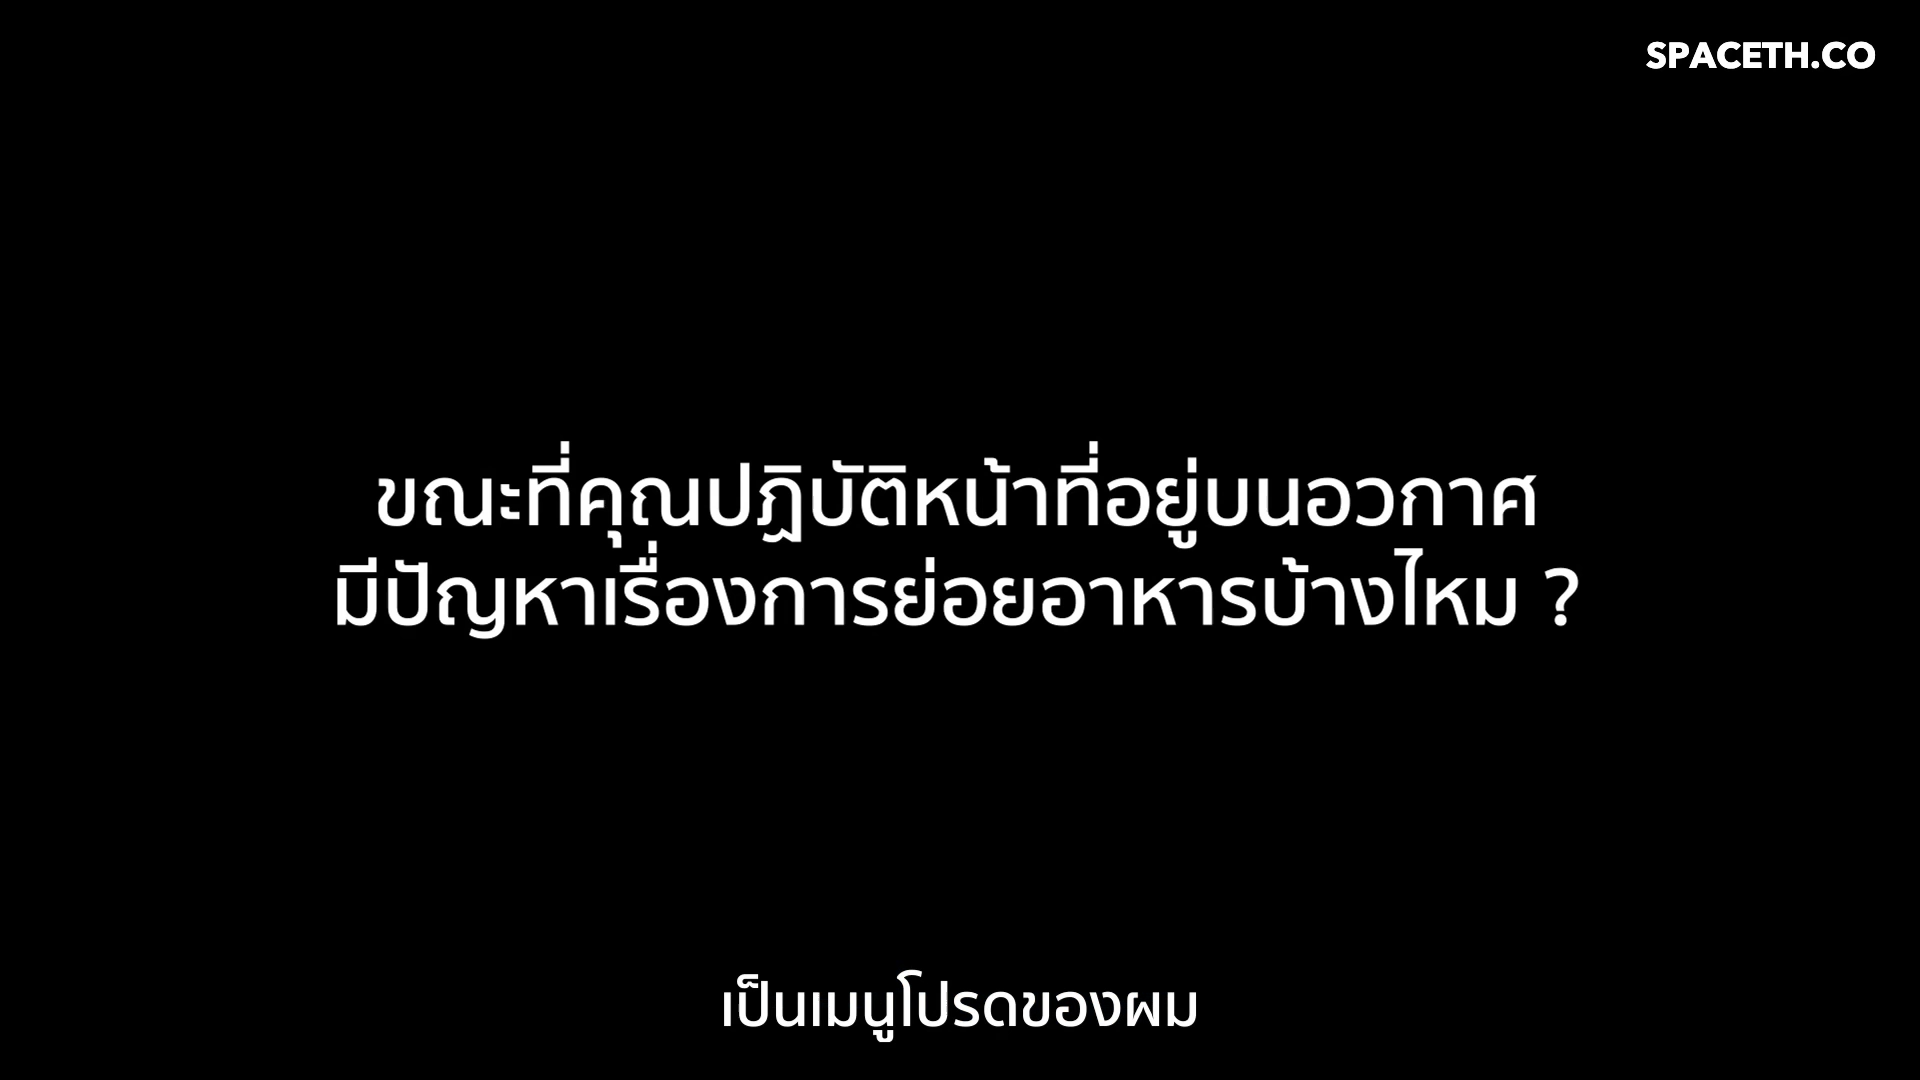 SPACETH.CO
ขณะที่คุณปฏิบัติหน้าที่อยู่บนอวกาศ
มีปัญหาเรื่องการย่อยอาหารบ้างไหม ?
เป็นเมนูโปรดของผม